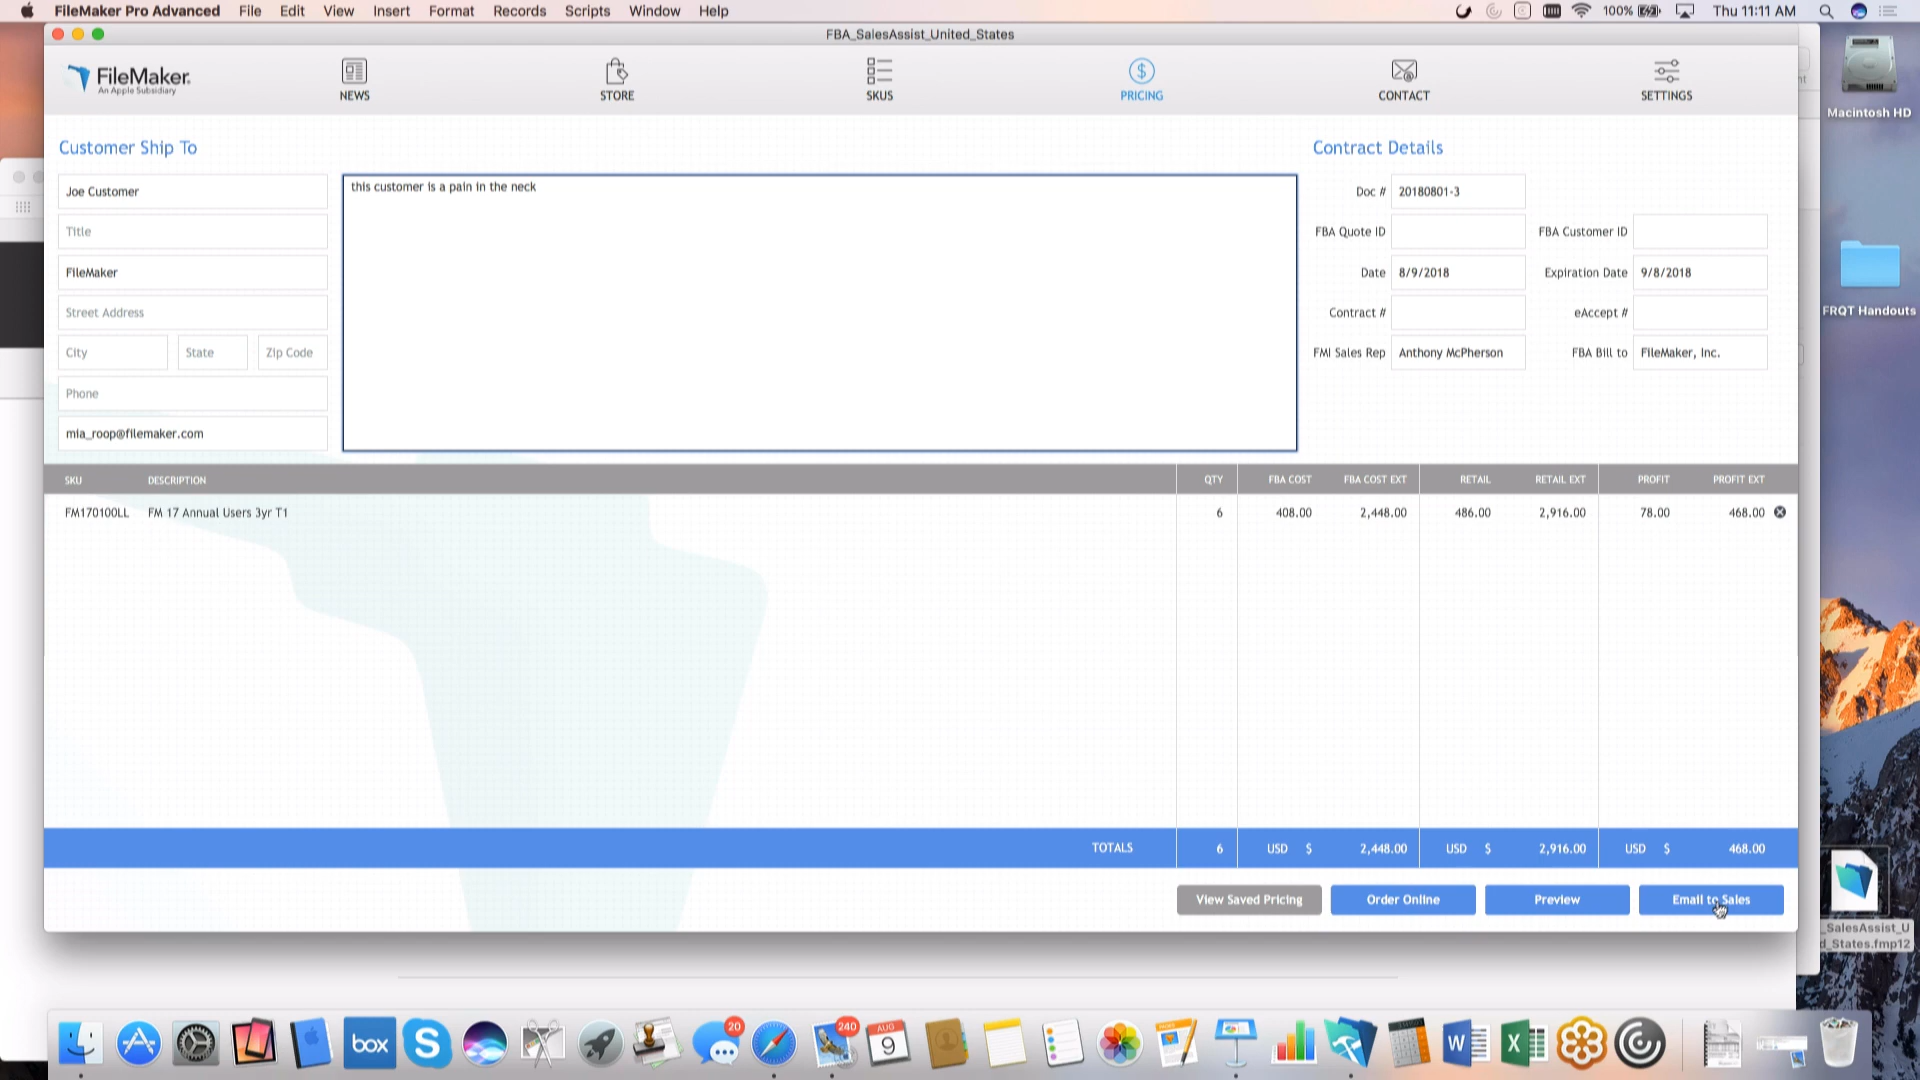 FileMaker Pro Advanced File Edit View Insert Format Records Scripts Window Help 100% Thu 11:11 AM
FBA_SalesAssist_United_States
FileMaker.
An Apple Subsidiary
NEWS STORE SKUS PRICING CONTACT SETTINGS
Macintosh HD
Customer Ship To
Contract Details
Joe Customer
this customer is a pain in the neck
Doc # 20180801-3
Title
FBA Quote ID FBA Customer ID
FileMaker
Date 8/9/2018 Expiration Date 9/8/2018
FRQT Handouts
Street Address
Contract # eAccept #
City State Zip Code
FMI Sales Rep Anthony McPherson FBA Bill to FileMaker, Inc.
Phone
mia_roop@filemaker.com
SKU DESCRIPTION QTY FBA COST FBA COST EXT RETAIL RETAIL EXT PROFIT PROFIT EXT
FM170100LL FM 17 Annual Users 3yr T1 6 408.00 2,448.00 486.00 2,916.00 78.00 468.00
TOTALS 6 USD $ 2,448.00 USD $ 2,916.00 USD $ 468.00
View Saved Pricing Order Online Preview Email to Sales
_SalesAssist_U
d_States.fmp12
box
20
240
AUG
9